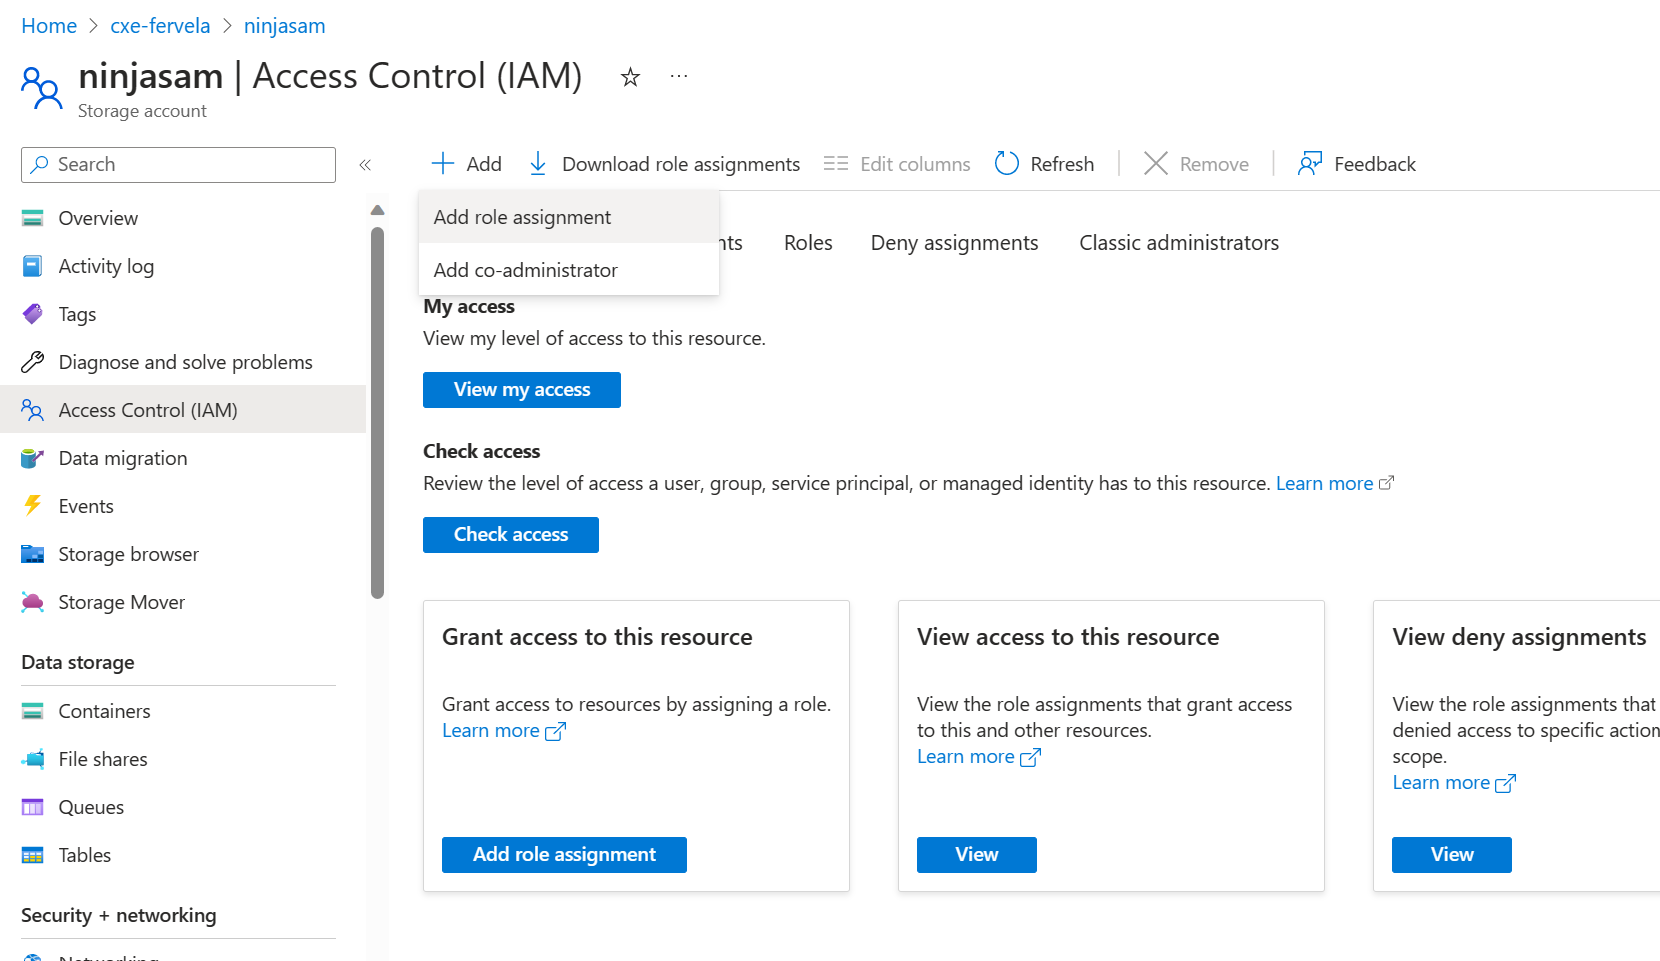 Home > cxe-fervela > ninjasam
ninjasam | Access Control (IAM)
Storage account
Search
Add
Download role assignments
Edit columns
Refresh
Remove
Feedback
Add role assignment
Add co-administrator
nts
Roles
Deny assignments
Classic administrators
Overview
Activity log
Tags
Diagnose and solve problems
Access Control (IAM)
Data migration
Events
Storage browser
Storage Mover
Data storage
Containers
File shares
Queues
Tables
Security + networking
Networking
My access
View my level of access to this resource.
View my access
Check access
Review the level of access a user, group, service principal, or managed identity has to this resource. Learn more
Check access
Grant access to this resource
Grant access to resources by assigning a role.
Learn more
Add role assignment
View access to this resource
View the role assignments that grant access
to this and other resources.
Learn more
View
View deny assignments
View the role assignments that
denied access to specific action
scope.
Learn more
View